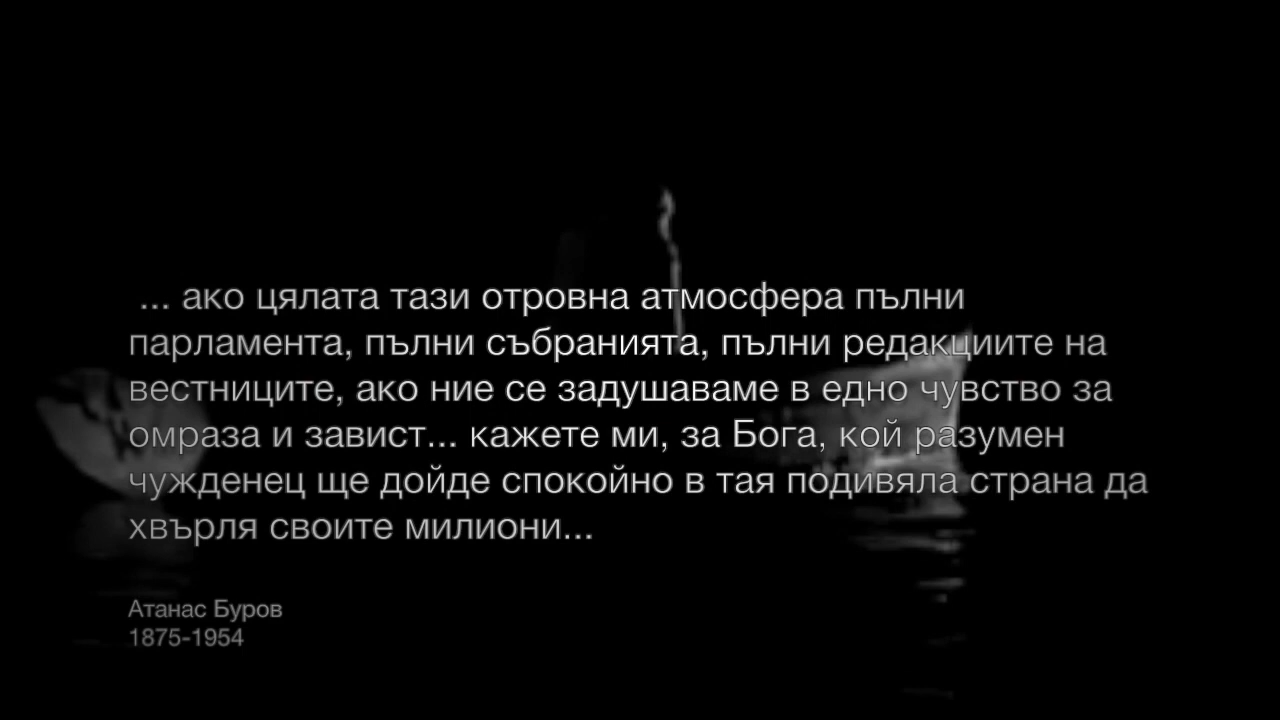 ... ако цялата тази отровна атмосфера пълни
парламента, пълни събранията, пълни редакциите на
вестниците, ако ние се задушаваме в едно чувство за
омраза и завист... кажете ми, за Бога, кой разумен
чужденец ще дойде спокойно в тая подивяла страна да
хвърля своите милиони...
Атанас Буров
1875-1954